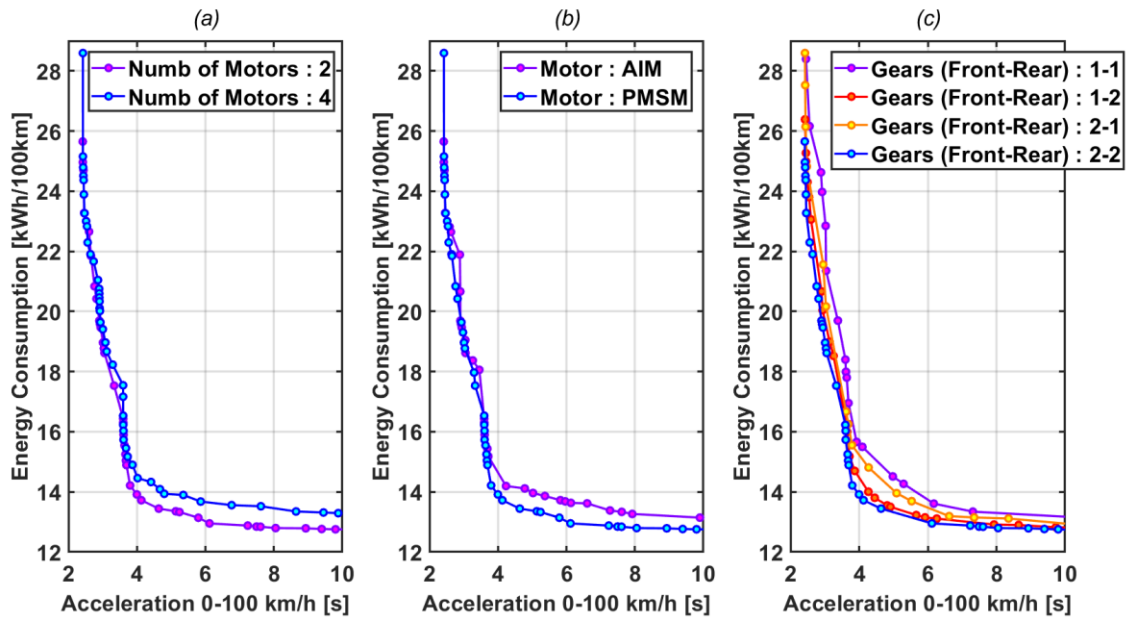 (a)
(b)
(c)
Energy Consumption [kWh/100km]
28
26
24
22
20
18
16
14
12
Numb of Motors : 2
Numb of Motors : 4
2
4
6
8
10
Acceleration 0-100 km/h [s]
Energy Consumption [kWh/100km]
28
26
24
22
20
18
16
14
12
Motor : AIM
Motor : PMSM
2
4
6
8
10
Acceleration 0-100 km/h [s]
Energy Consumption [kWh/100km]
28
26
24
22
20
18
16
14
12
Gears (Front-Rear) : 1-1
Gears (Front-Rear) : 1-2
Gears (Front-Rear) : 2-1
Gears (Front-Rear) : 2-2
2
4
6
8
10
Acceleration 0-100 km/h [s]